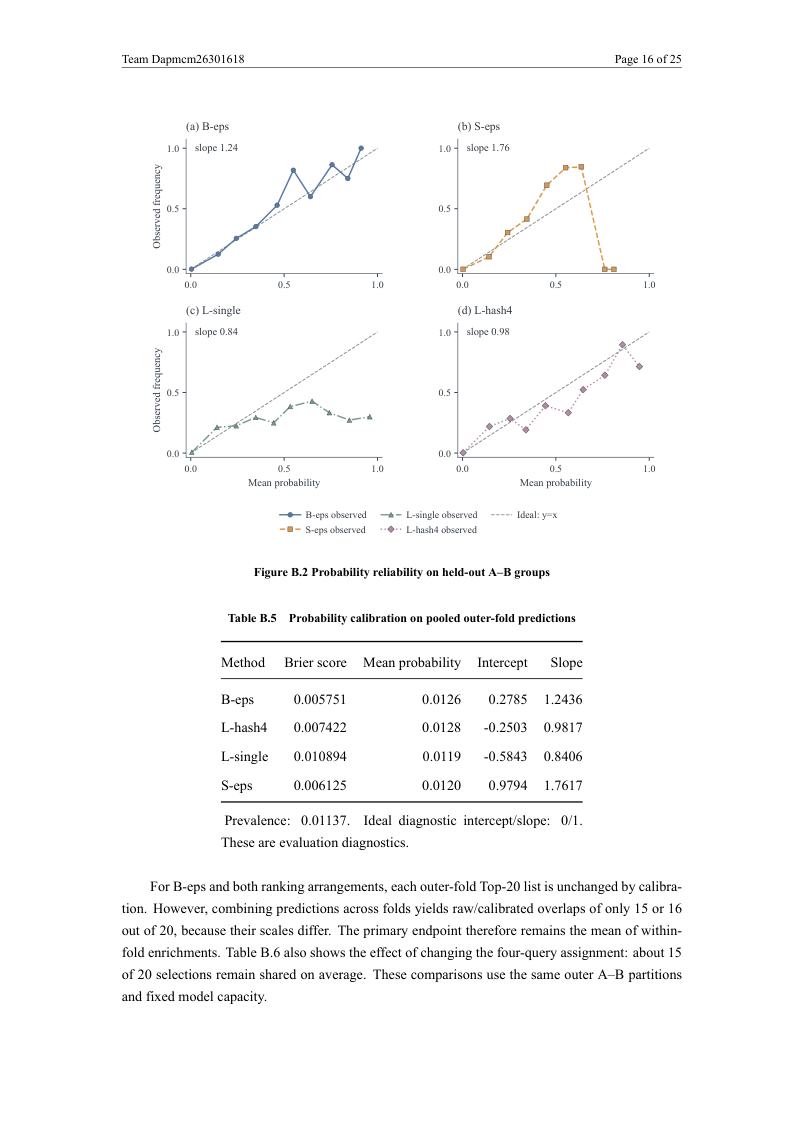 Team Dapmcm26301618 Page 16 of 25
(a) B-eps
slope 1.24
1.0
0.5
0.0
Observed frequency
0.0 0.5 1.0
(b) S-eps
slope 1.76
1.0
0.5
0.0
0.0 0.5 1.0
(c) L-single
slope 0.84
1.0
0.5
0.0
Observed frequency
0.0 0.5 1.0
Mean probability
(d) L-hash4
slope 0.98
1.0
0.5
0.0
0.0 0.5 1.0
Mean probability
B-eps observed L-single observed Ideal: y=x
S-eps observed L-hash4 observed
Figure B.2 Probability reliability on held-out A–B groups
Table B.5 Probability calibration on pooled outer-fold predictions
Method Brier score Mean probability Intercept Slope
B-eps 0.005751 0.0126 0.2785 1.2436
L-hash4 0.007422 0.0128 -0.2503 0.9817
L-single 0.010894 0.0119 -0.5843 0.8406
S-eps 0.006125 0.0120 0.9794 1.7617
Prevalence: 0.01137. Ideal diagnostic intercept/slope: 0/1.
These are evaluation diagnostics.
For B-eps and both ranking arrangements, each outer-fold Top-20 list is unchanged by calibra-
tion. However, combining predictions across folds yields raw/calibrated overlaps of only 15 or 16
out of 20, because their scales differ. The primary endpoint therefore remains the mean of within-
fold enrichments. Table B.6 also shows the effect of changing the four-query assignment: about 15
of 20 selections remain shared on average. These comparisons use the same outer A–B partitions
and fixed model capacity.